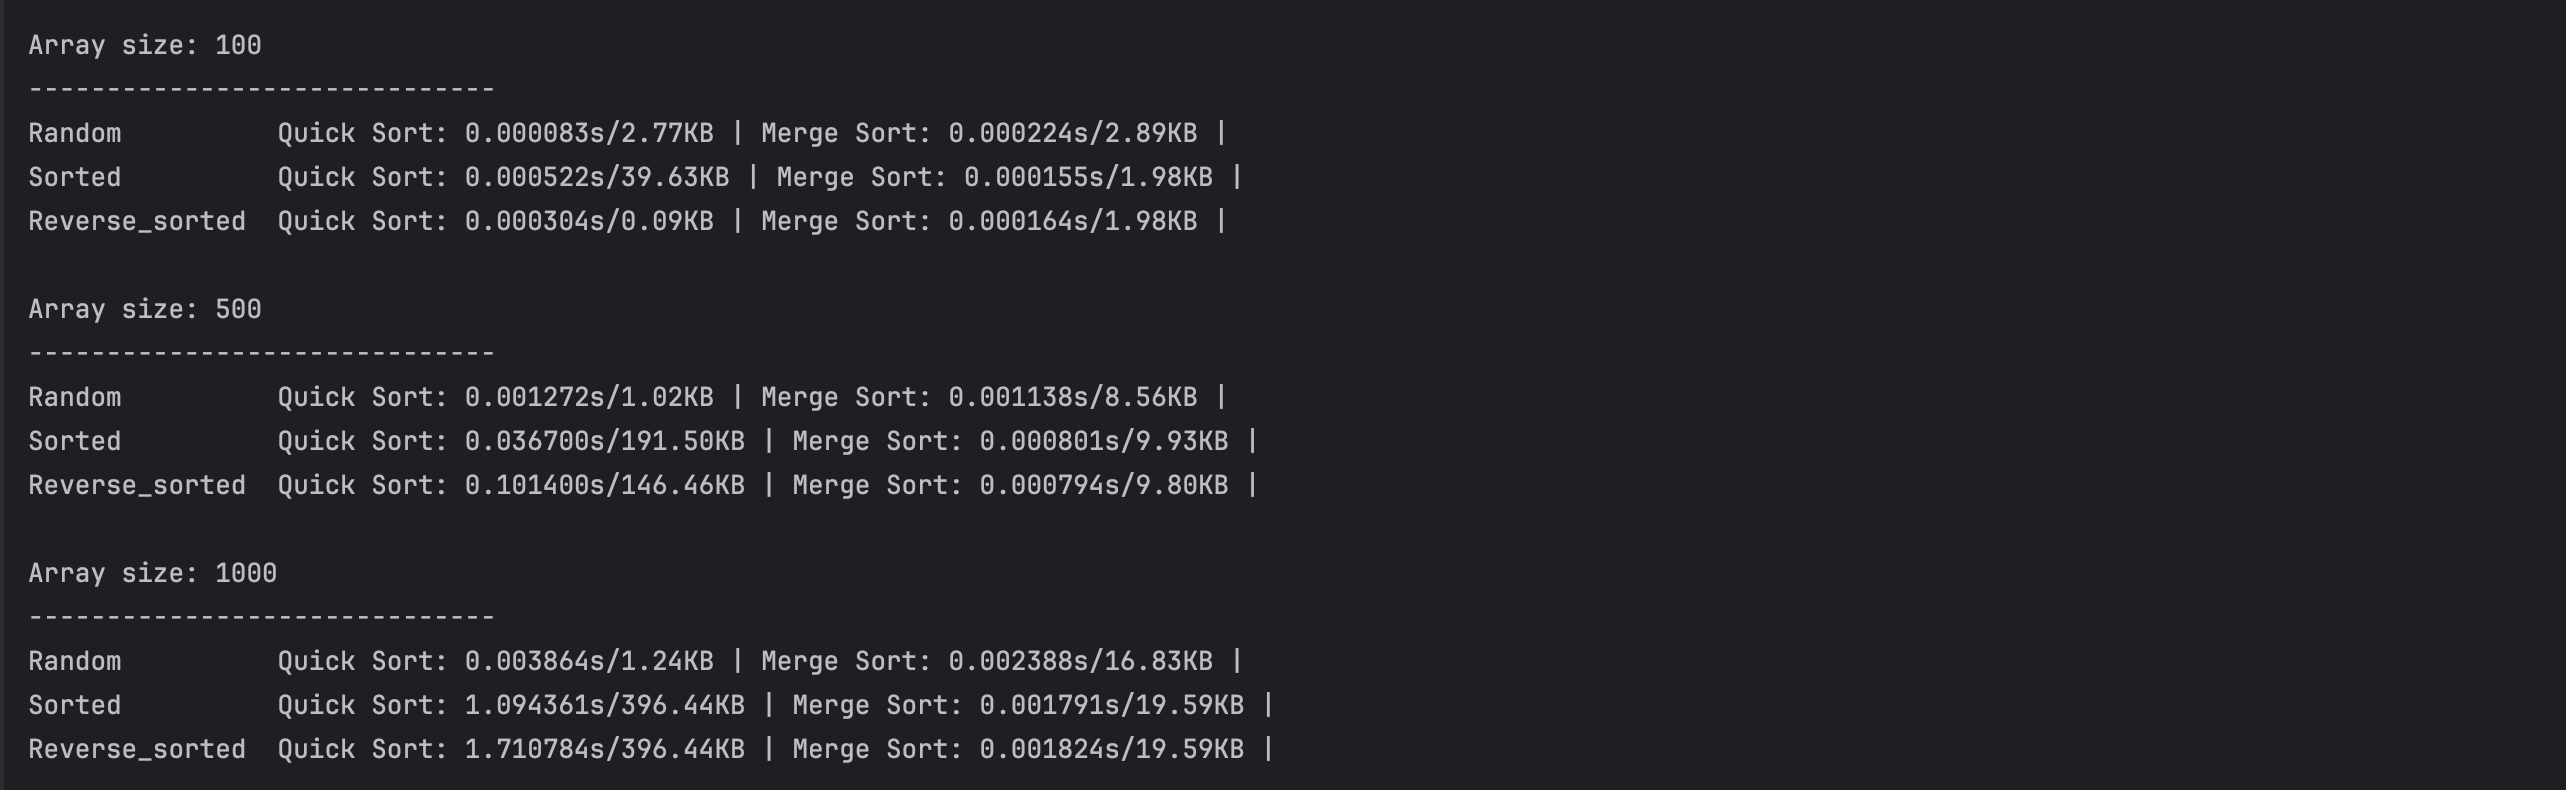 Array size: 100
------------------------------
Random          Quick Sort: 0.000083s/2.77KB | Merge Sort: 0.000224s/2.89KB |
Sorted          Quick Sort: 0.000522s/39.63KB | Merge Sort: 0.000155s/1.98KB |
Reverse_sorted  Quick Sort: 0.000304s/0.09KB | Merge Sort: 0.000164s/1.98KB |
Array size: 500
------------------------------
Random          Quick Sort: 0.001272s/1.02KB | Merge Sort: 0.001138s/8.56KB |
Sorted          Quick Sort: 0.036700s/191.50KB | Merge Sort: 0.000801s/9.93KB |
Reverse_sorted  Quick Sort: 0.101400s/146.46KB | Merge Sort: 0.000794s/9.80KB |
Array size: 1000
------------------------------
Random          Quick Sort: 0.003864s/1.24KB | Merge Sort: 0.002388s/16.83KB |
Sorted          Quick Sort: 1.094361s/396.44KB | Merge Sort: 0.001791s/19.59KB |
Reverse_sorted  Quick Sort: 1.710784s/396.44KB | Merge Sort: 0.001824s/19.59KB |